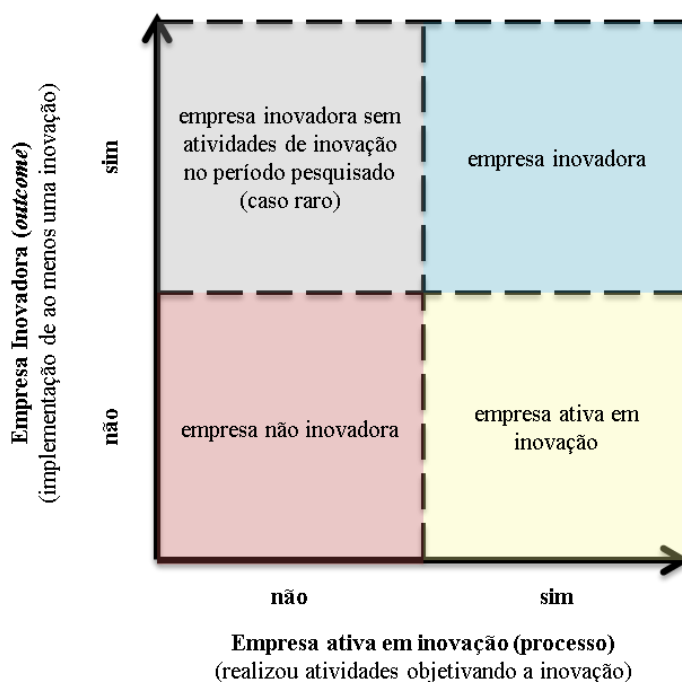 Empresa Inovadora (outcome)
(implementação de ao menos uma inovação)
sim
não
empresa inovadora sem
atividades de inovação
no período pesquisado
(caso raro)
empresa inovadora
empresa não inovadora
empresa ativa em
inovação
não
sim
Empresa ativa em inovação (processo)
(realizou atividades objetivando a inovação)